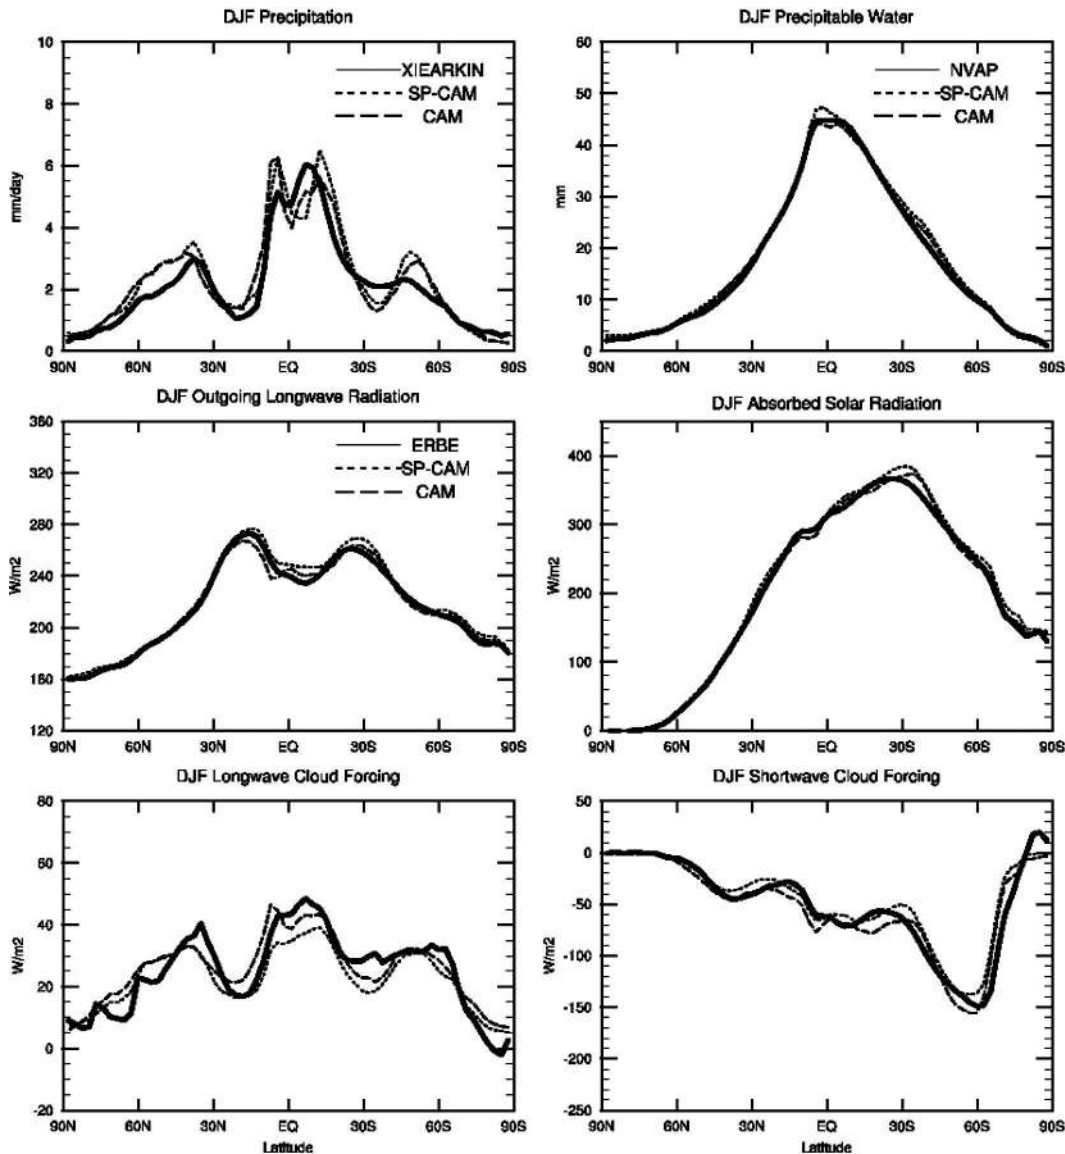 DJF Precipitation
10
8
6
4
2
0
mm/day
XIEARKIN
SP-CAM
CAM
90N 60N 30N EQ 30S 60S 90S
DJF Precipitable Water
60
50
40
30
20
10
0
mm
NVAP
SP-CAM
CAM
90N 60N 30N EQ 30S 60S 90S
DJF Outgoing Longwave Radiation
360
320
280
240
200
160
120
W/m2
ERBE
SP-CAM
CAM
90N 60N 30N EQ 30S 60S 90S
DJF Absorbed Solar Radiation
400
300
200
100
0
W/m2
90N 60N 30N EQ 30S 60S 90S
DJF Longwave Cloud Forcing
80
60
40
20
0
-20
W/m2
90N 60N 30N EQ 30S 60S 90S
Latitude
DJF Shortwave Cloud Forcing
50
0
-50
-100
-150
-200
-250
W/m2
90N 60N 30N EQ 30S 60S 90S
Latitude